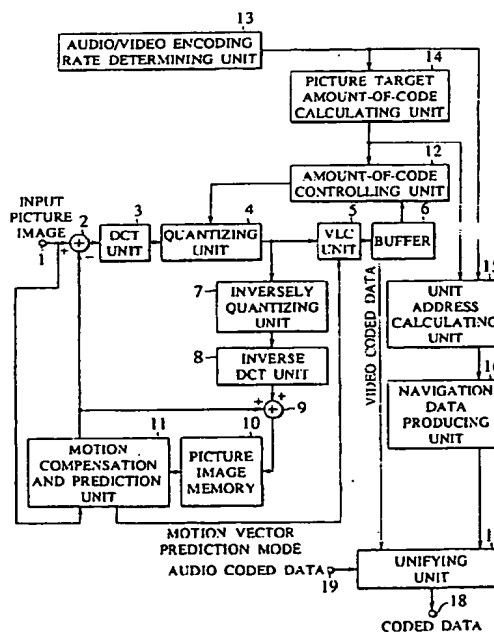 13
AUDIO/VIDEO ENCODING
RATE DETERMINING UNIT
14
PICTURE TARGET
AMOUNT-OF-CODE
CALCULATING UNIT
12
AMOUNT-OF-CODE
CONTROLLING UNIT
INPUT
PICTURE
IMAGE
1
2
+
+
-
3
DCT
UNIT
4
QUANTIZING
UNIT
5
VLC
UNIT
6
BUFFER
7
INVERSELY
QUANTIZING
UNIT
8
INVERSE
DCT UNIT
+
+
+
9
VIDEO CODED DATA
15
UNIT
ADDRESS
CALCULATING
UNIT
16
NAVIGATION
DATA
PRODUCING
UNIT
11
MOTION
COMPENSATION
AND PREDICTION
UNIT
10
PICTURE
IMAGE
MEMORY
MOTION VECTOR
PREDICTION MODE
AUDIO CODED DATA
19
1
UNIFYING
UNIT
18
CODED DATA